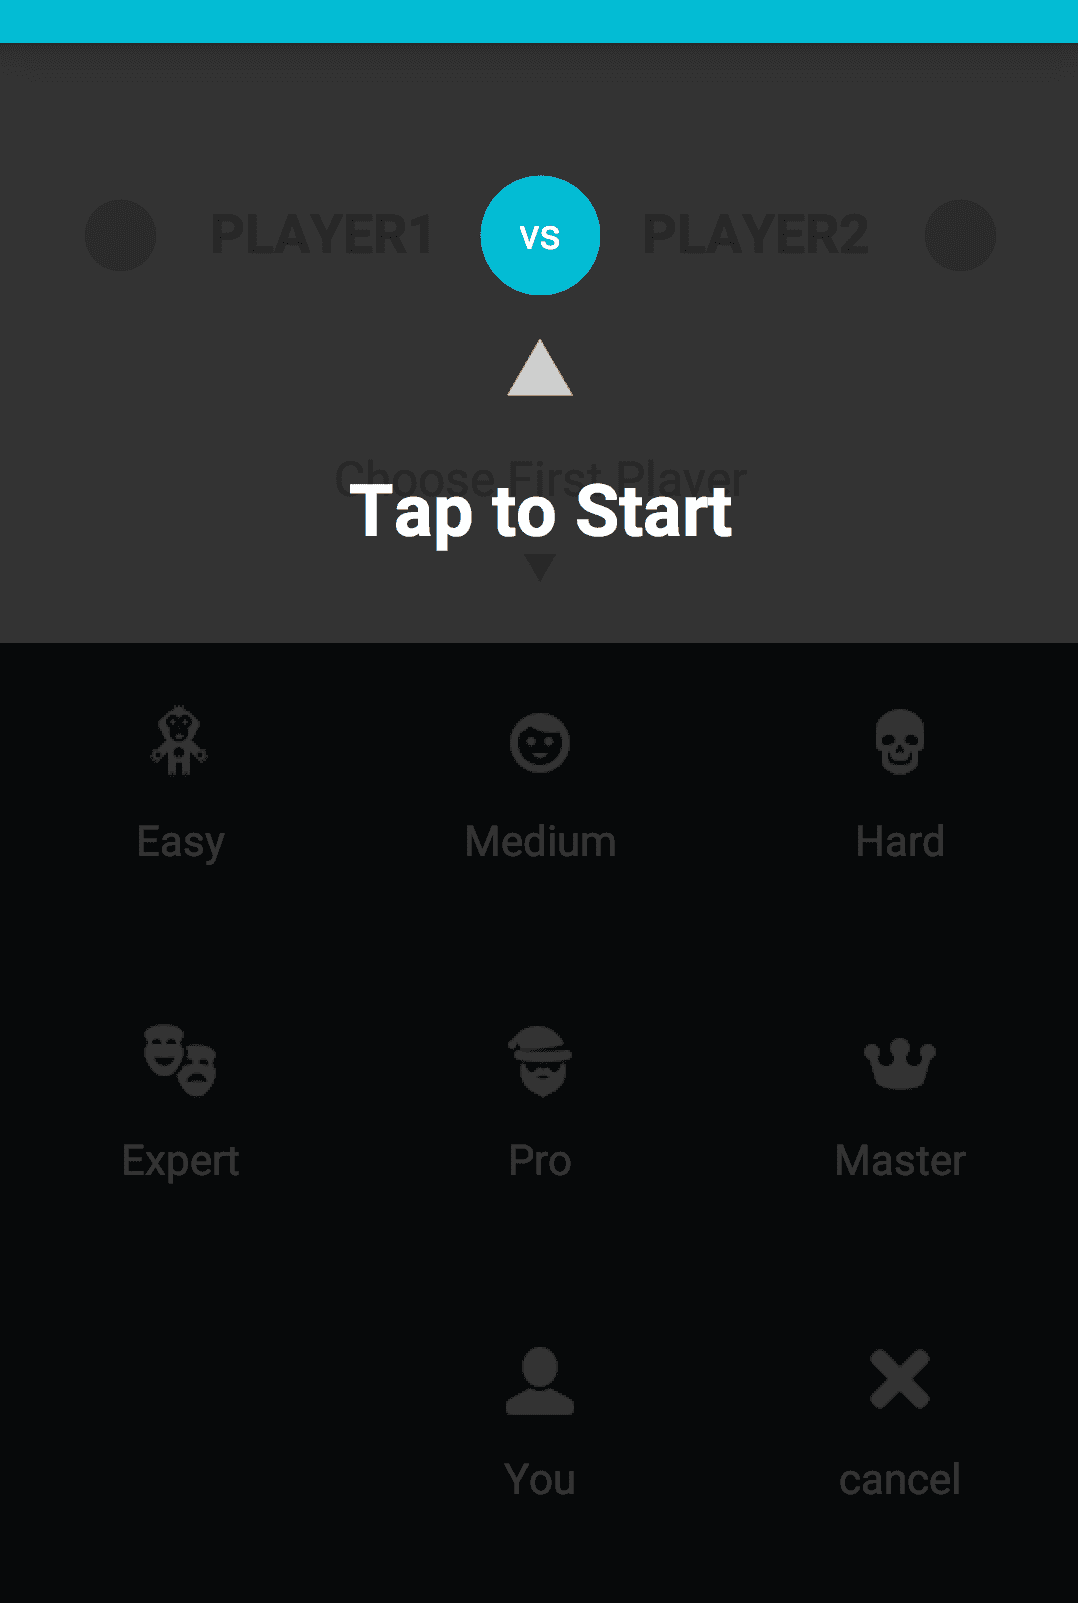 PLAYER1 VS PLAYER2
Choose First Player
Tap to Start
Easy Medium Hard
Expert Pro Master
You cancel